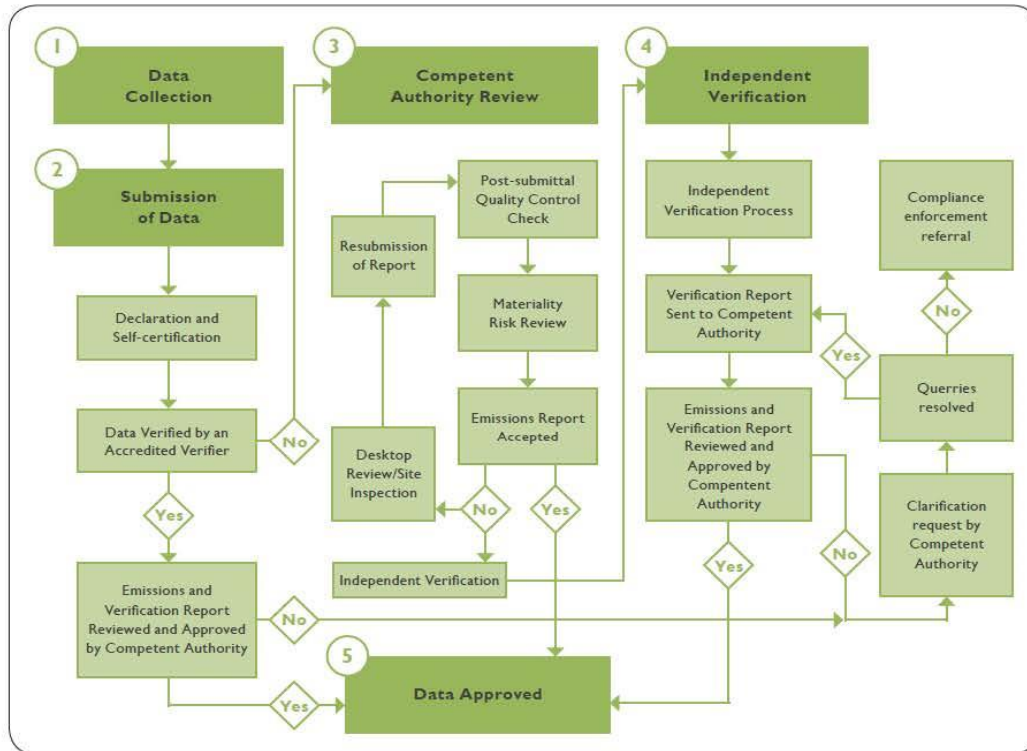 1
Data
Collection
2
Submission
of Data
Declaration and
Self-certification
Data Verified by an
Accredited Verifier
No
Yes
Emissions and
Verification Report
Reviewed and Approved
by Competent Authority
No
Yes
3
Competent
Authority Review
Post-submittal
Quality Control
Check
Resubmission
of Report
Materiality
Risk Review
Emissions Report
Accepted
Desktop
Review/Site
Inspection
No
Yes
Independent Verification
4
Independent
Verification
Independent
Verification Process
Verification Report
Sent to Competent
Authority
Emissions and
Verification Report
Reviewed and
Approved by
Compentent
Authority
Yes
No
Compliance
enforcement
referral
No
Yes
Querries
resolved
Clarification
request by
Competent
Authority
5
Data Approved